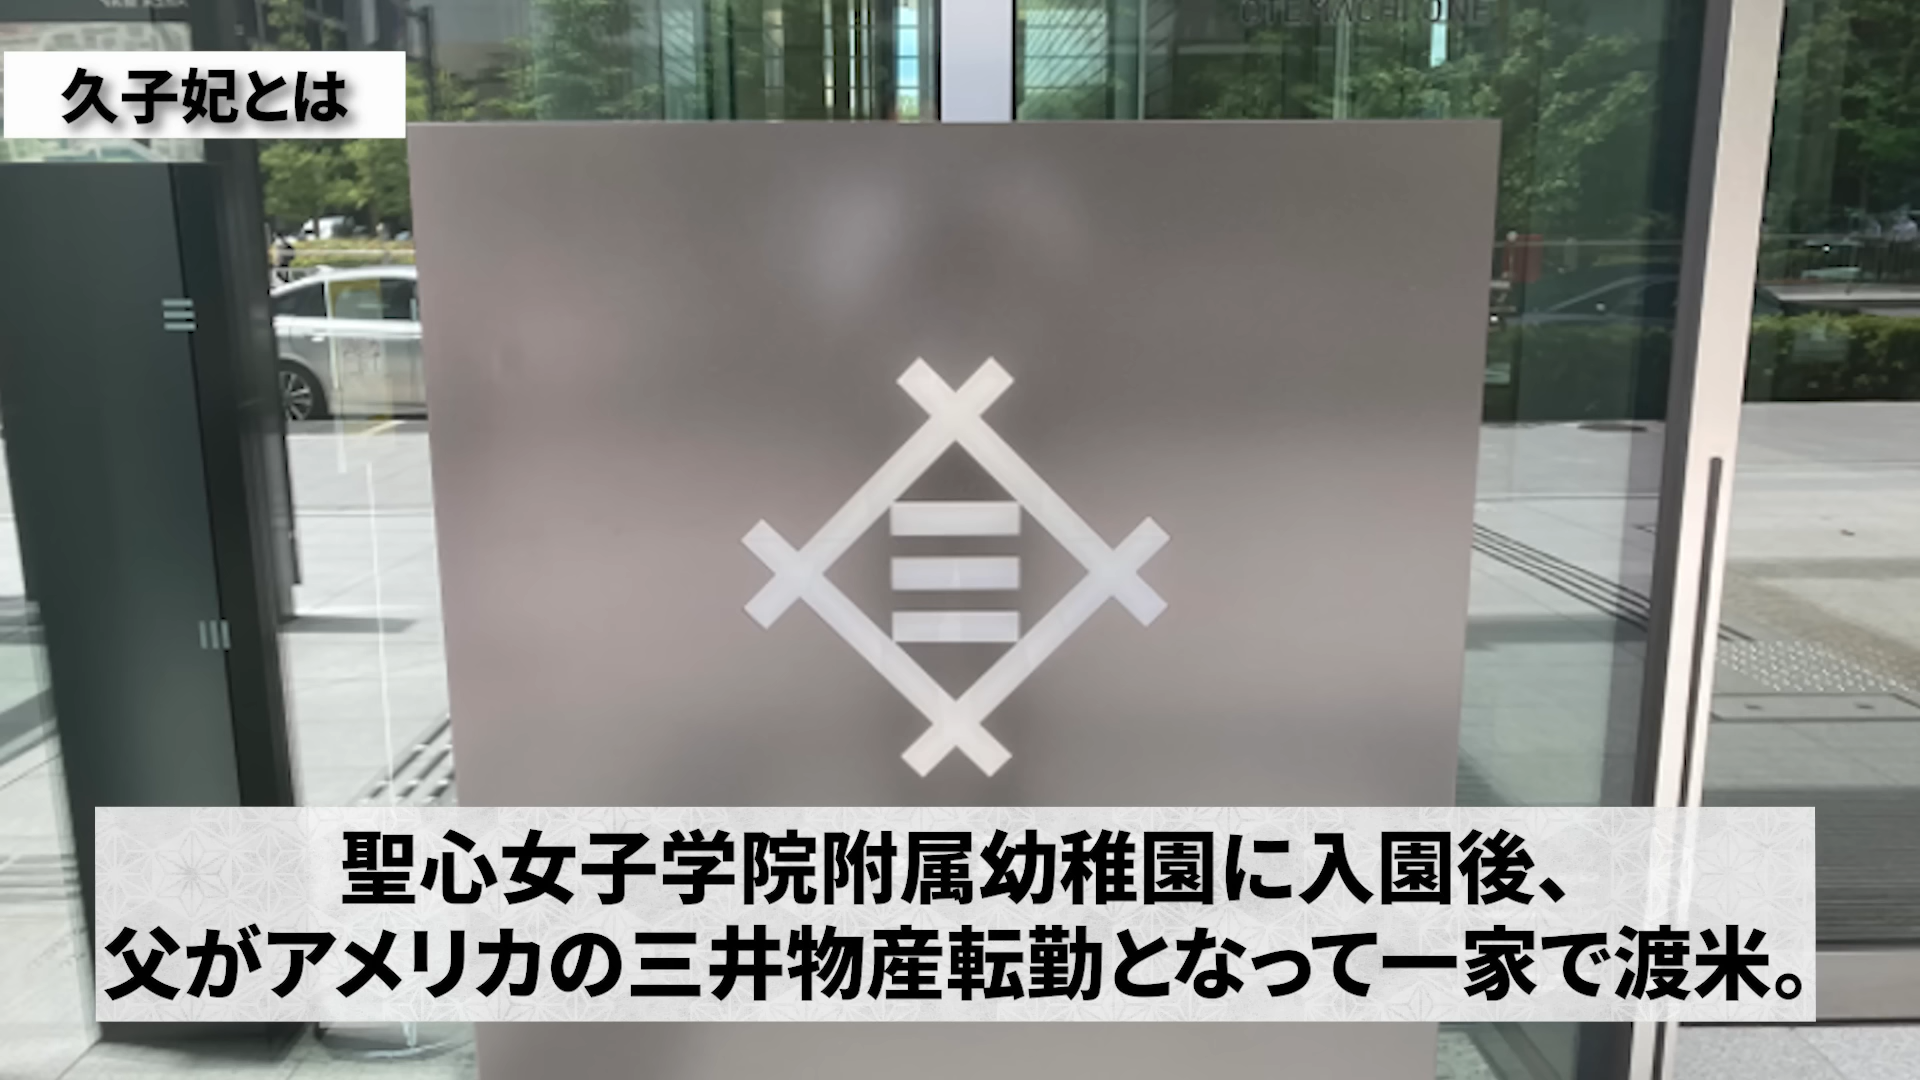 OTEMACHI ONE
久子妃とは
聖心女子学院附属幼稚園に入園後、
父がアメリカの三井物産転勤となって一家で渡米。